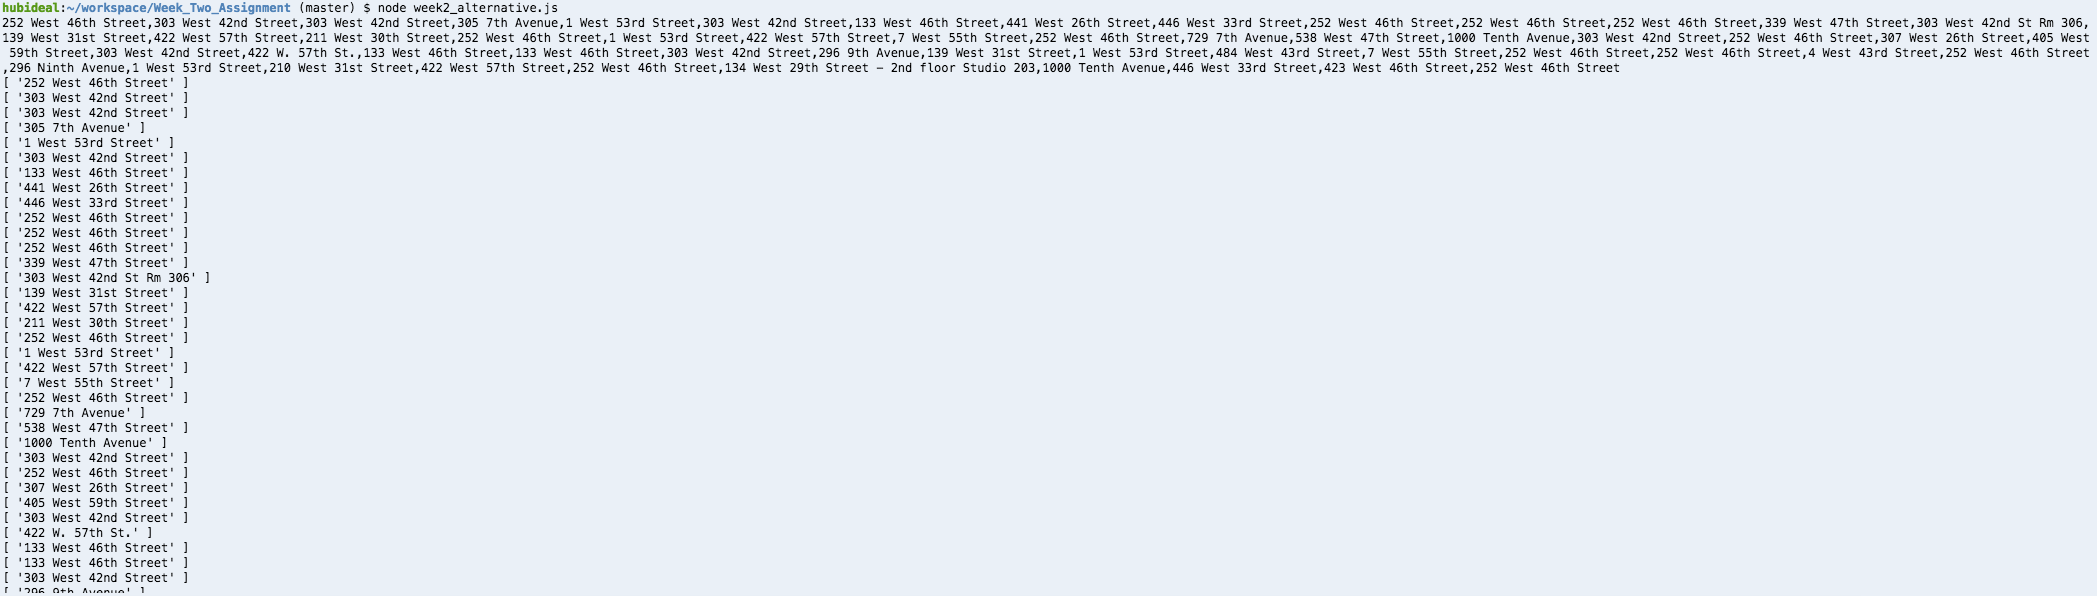 hubideal:~/workspace/Week_Two_Assignment (master) $ node week2_alternative.js
252 West 46th Street,303 West 42nd Street,303 West 42nd Street,305 7th Avenue,1 West 53rd Street,303 West 42nd Street,133 West 46th Street,441 West 26th Street,446 West 33rd Street,252 West 46th Street,252 West 46th Street,252 West 46th Street,339 West 47th Street,303 West 42nd St Rm 306,
139 West 31st Street,422 West 57th Street,211 West 30th Street,252 West 46th Street,1 West 53rd Street,422 West 57th Street,7 West 55th Street,252 West 46th Street,729 7th Avenue,538 West 47th Street,1000 Tenth Avenue,303 West 42nd Street,252 West 46th Street,307 West 26th Street,405 West
 59th Street,303 West 42nd Street,422 W. 57th St.,133 West 46th Street,133 West 46th Street,303 West 42nd Street,296 9th Avenue,139 West 31st Street,1 West 53rd Street,484 West 43rd Street,7 West 55th Street,252 West 46th Street,252 West 46th Street,4 West 43rd Street,252 West 46th Street
,296 Ninth Avenue,1 West 53rd Street,210 West 31st Street,422 West 57th Street,252 West 46th Street,134 West 29th Street – 2nd floor Studio 203,1000 Tenth Avenue,446 West 33rd Street,423 West 46th Street,252 West 46th Street
[ '252 West 46th Street' ]
[ '303 West 42nd Street' ]
[ '303 West 42nd Street' ]
[ '305 7th Avenue' ]
[ '1 West 53rd Street' ]
[ '303 West 42nd Street' ]
[ '133 West 46th Street' ]
[ '441 West 26th Street' ]
[ '446 West 33rd Street' ]
[ '252 West 46th Street' ]
[ '252 West 46th Street' ]
[ '252 West 46th Street' ]
[ '339 West 47th Street' ]
[ '303 West 42nd St Rm 306' ]
[ '139 West 31st Street' ]
[ '422 West 57th Street' ]
[ '211 West 30th Street' ]
[ '252 West 46th Street' ]
[ '1 West 53rd Street' ]
[ '422 West 57th Street' ]
[ '7 West 55th Street' ]
[ '252 West 46th Street' ]
[ '729 7th Avenue' ]
[ '538 West 47th Street' ]
[ '1000 Tenth Avenue' ]
[ '303 West 42nd Street' ]
[ '252 West 46th Street' ]
[ '307 West 26th Street' ]
[ '405 West 59th Street' ]
[ '303 West 42nd Street' ]
[ '422 W. 57th St.' ]
[ '133 West 46th Street' ]
[ '133 West 46th Street' ]
[ '303 West 42nd Street' ]
[ '296 9th Avenue' ]